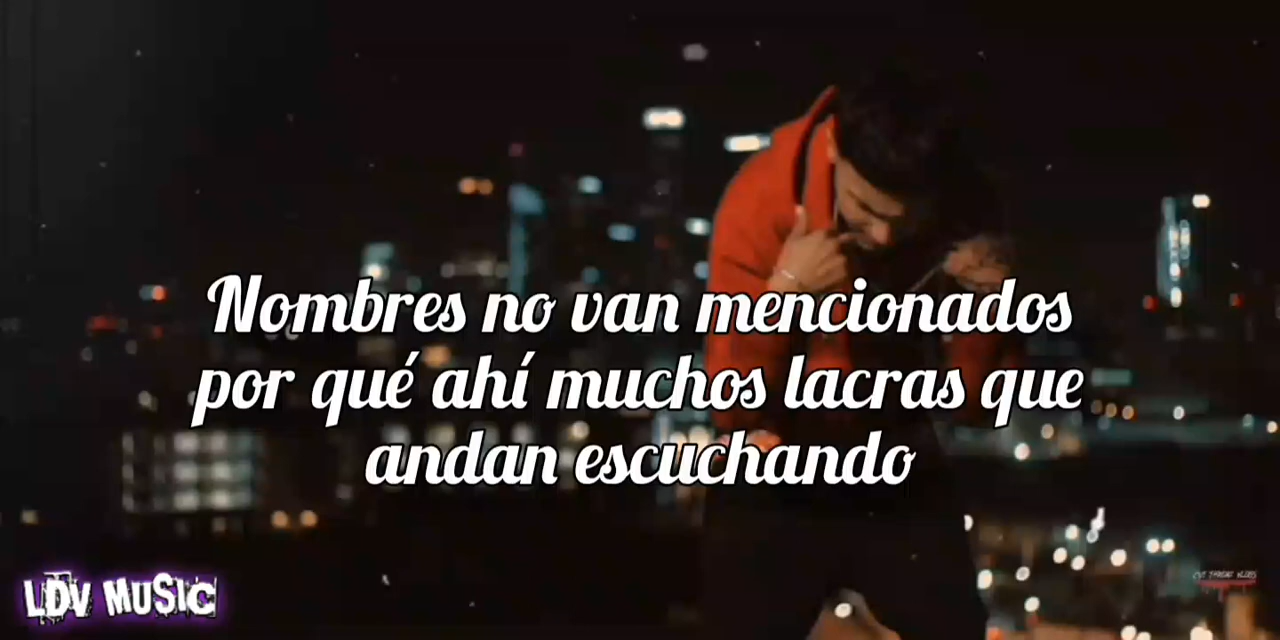 Nombres no van mencionados
por qué ahí muchos lacras que
andan escuchando
LDV MUSIC